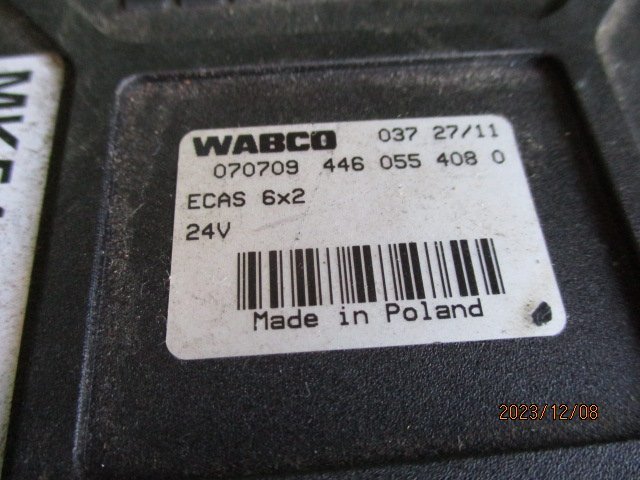 WABCO 037 27/11
070709 446 055 408 0
ECAS 6x2
24V
Made in Poland
2023/12/08